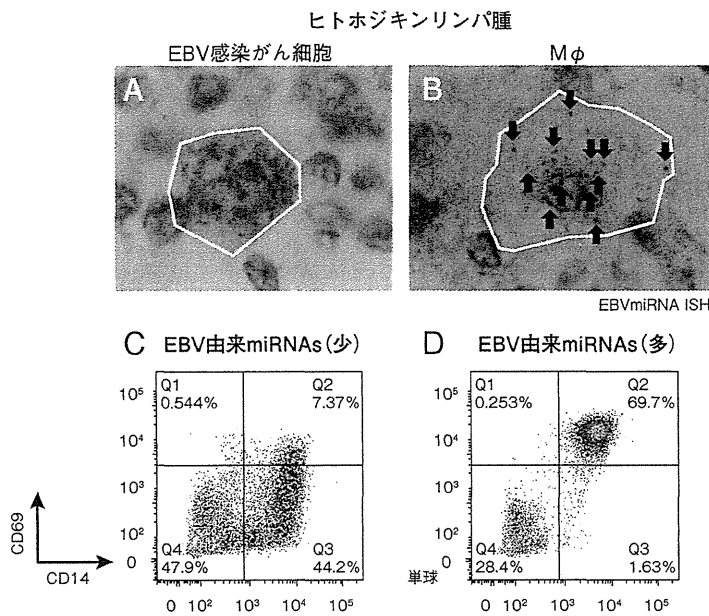 ヒトホジキンリンパ腫
EBV感染がん細胞
Mφ
A
B
EBVmiRNA ISH
C EBV由来miRNAs(少)
D EBV由来miRNAs(多)
Q1
0.544%
Q2
7.37%
Q4
47.9%
Q3
44.2%
10⁵
10⁴
10³
10²
0
0 10² 10³ 10⁴ 10⁵
Q1
0.253%
Q2
69.7%
Q4
28.4%
Q3
1.63%
10⁵
10⁴
10³
10²
0
単球
0 10² 10³ 10⁴ 10⁵
CD69
CD14